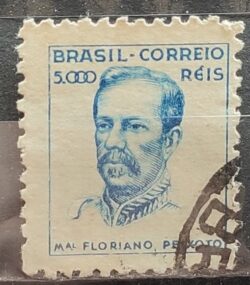 BRASIL-CORREIO
5.000 RÉIS
MAL FLORIANO, PEIXOTO